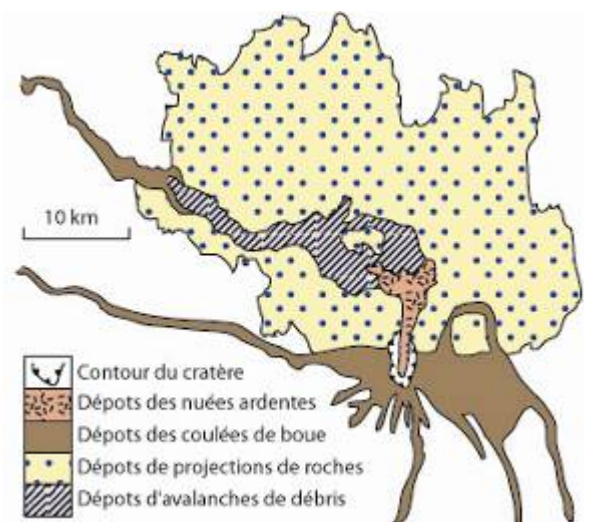 10 km
Contour du cratère
Dépots des nuées ardentes
Dépots des coulées de boue
Dépots de projections de roches
Dépots d'avalanches de débris